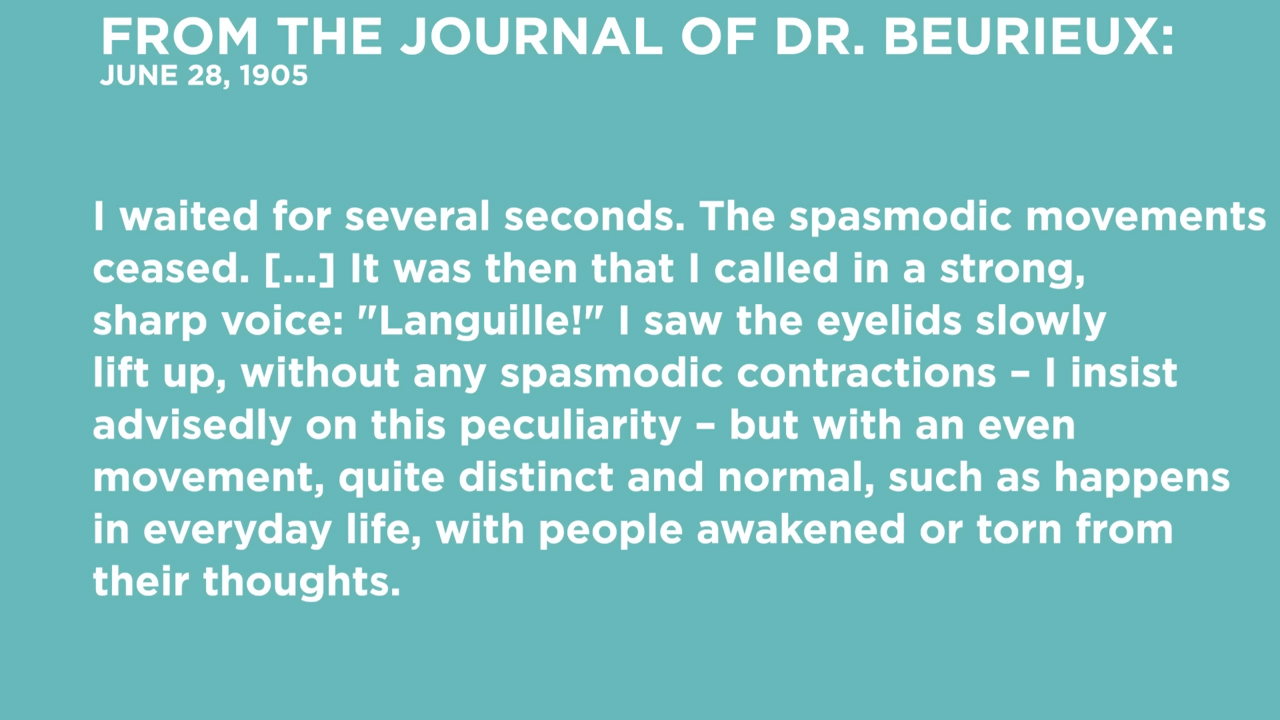 FROM THE JOURNAL OF DR. BEURIEUX:
JUNE 28, 1905
I waited for several seconds. The spasmodic movements
ceased. [...] It was then that I called in a strong,
sharp voice: "Languille!" I saw the eyelids slowly
lift up, without any spasmodic contractions – I insist
advisedly on this peculiarity – but with an even
movement, quite distinct and normal, such as happens
in everyday life, with people awakened or torn from
their thoughts.